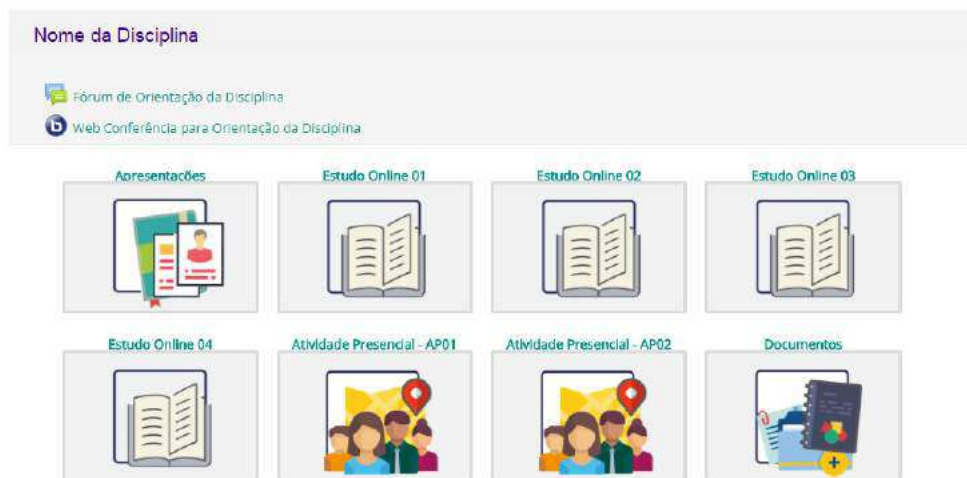 Nome da Disciplina
Fórum de Orientação da Disciplina
Web Conferência para Orientação da Disciplina
Apresentações
Estudo Online 01
Estudo Online 02
Estudo Online 03
Estudo Online 04
Atividade Presencial - AP01
Atividade Presencial - AP02
Documentos